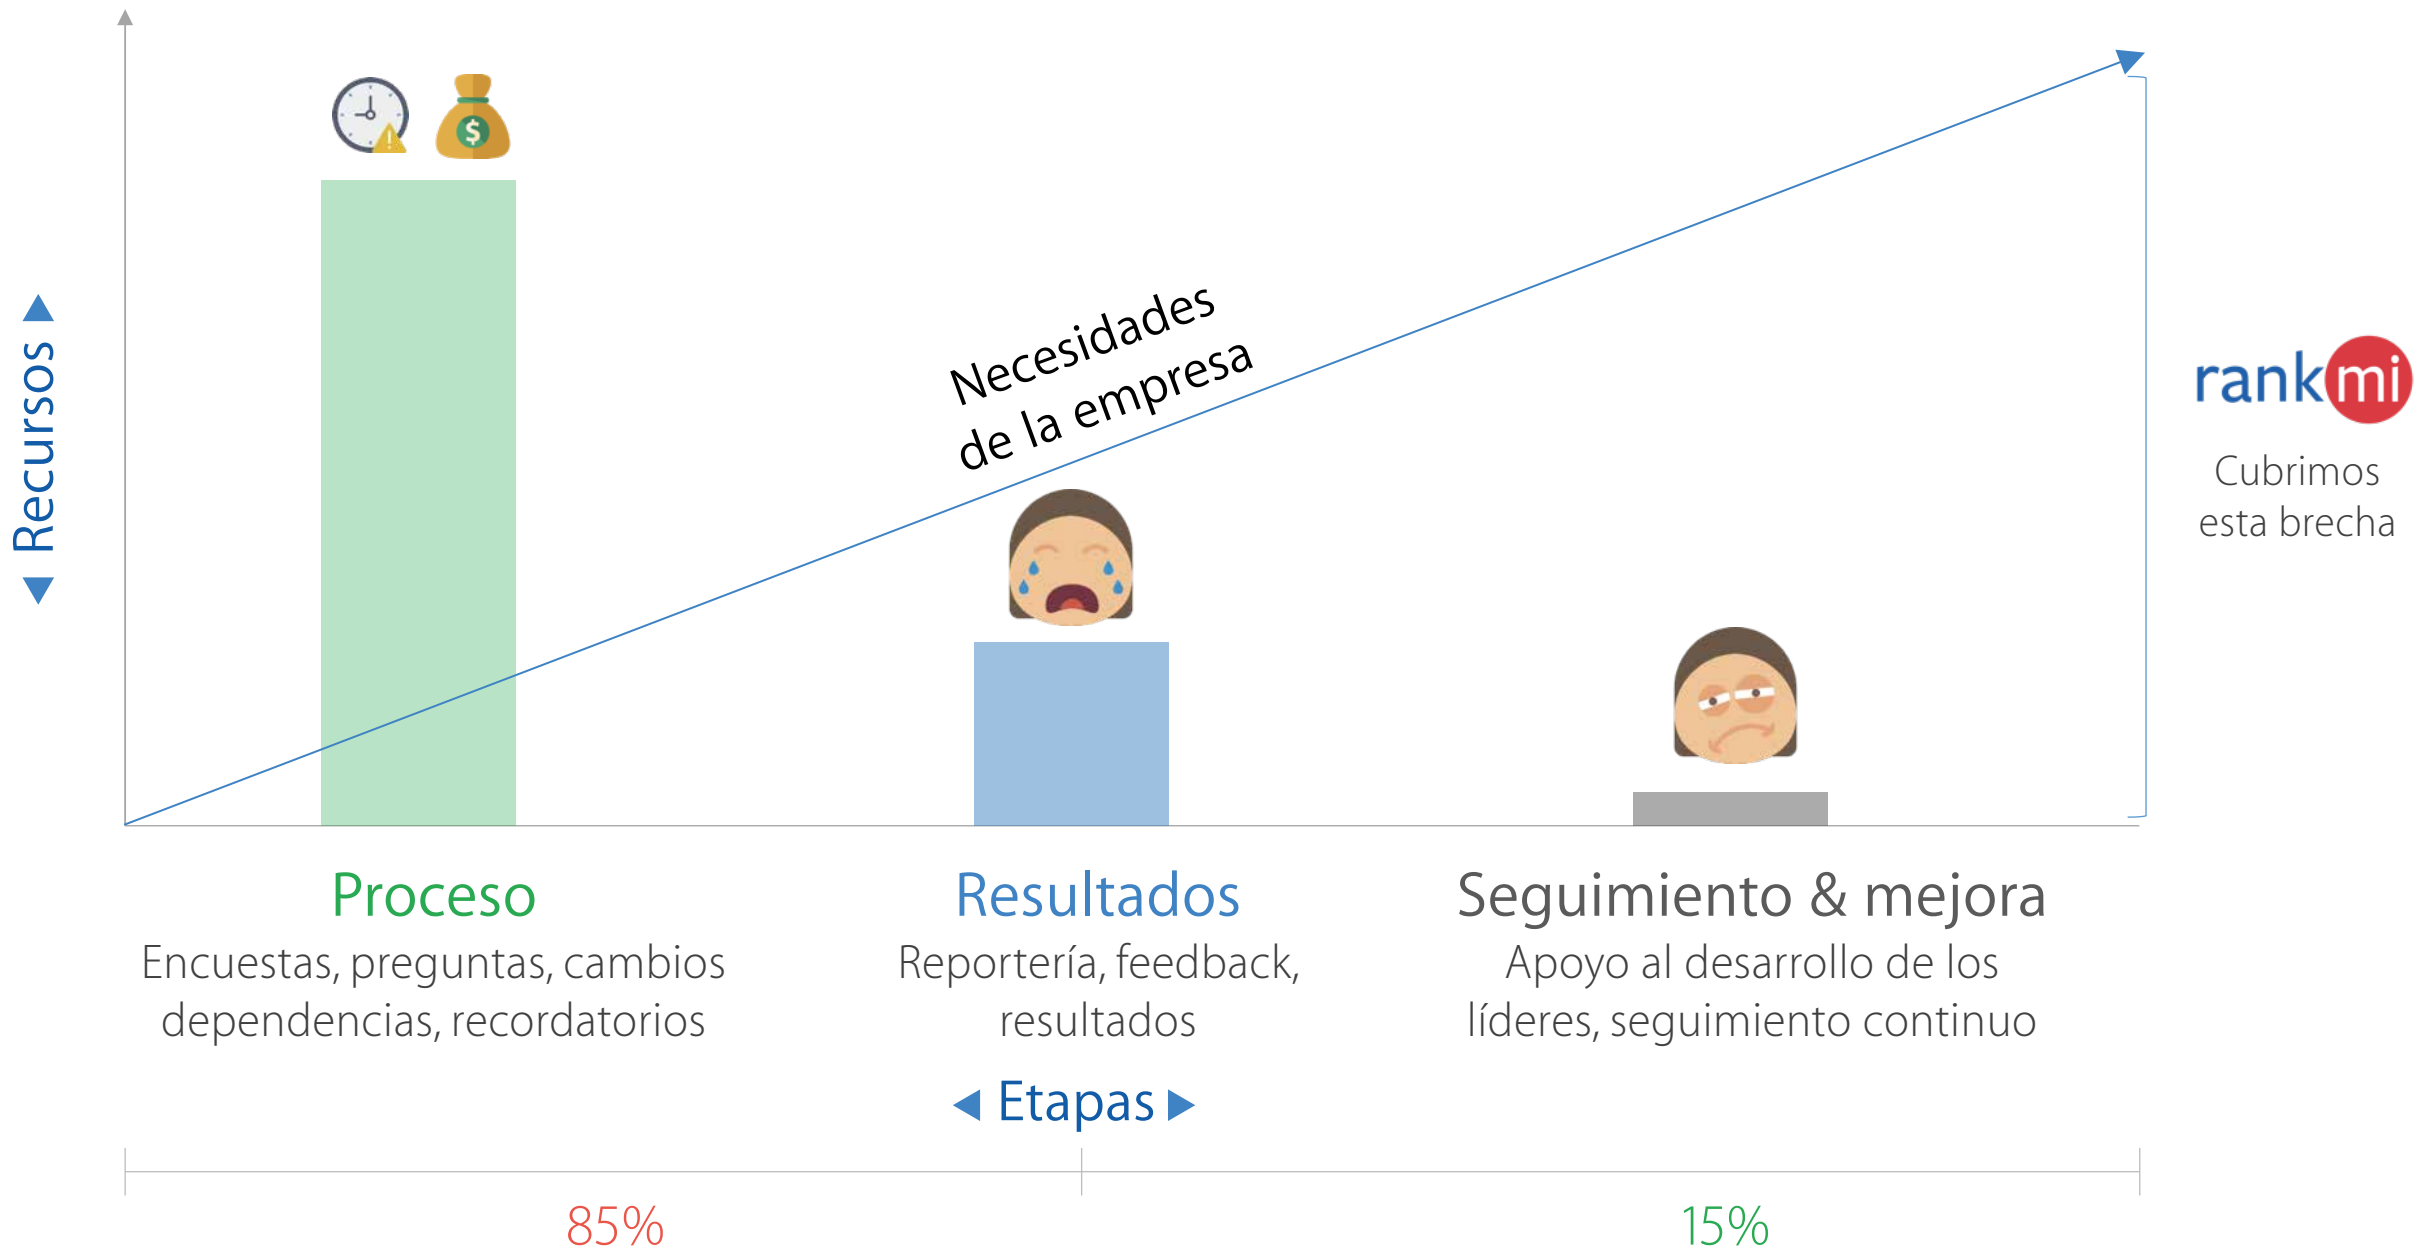 Recursos
$
Necesidades
de la empresa
rankmi
Cubrimos
esta brecha
Proceso
Encuestas, preguntas, cambios
dependencias, recordatorios
Resultados
Reportería, feedback,
resultados
Seguimiento & mejora
Apoyo al desarrollo de los
líderes, seguimiento continuo
Etapas
85%
15%